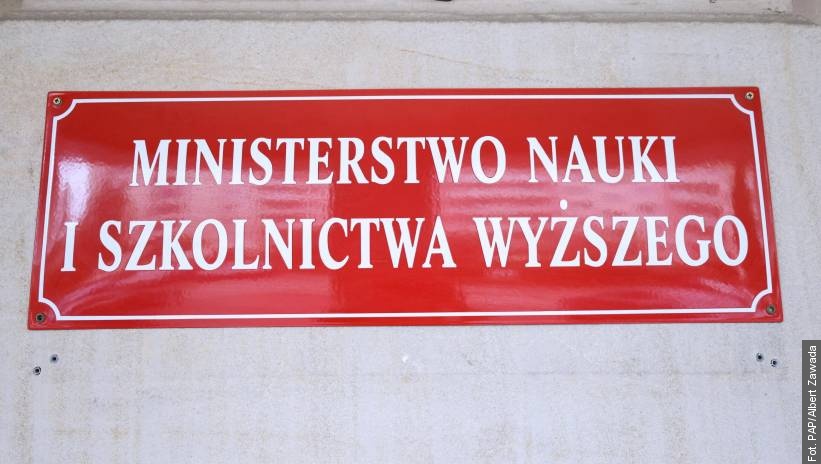 MINISTERSTWO NAUKI
I SZKOLNICTWA WYŻSZEGO
Fot. PAP/Albert Zawada